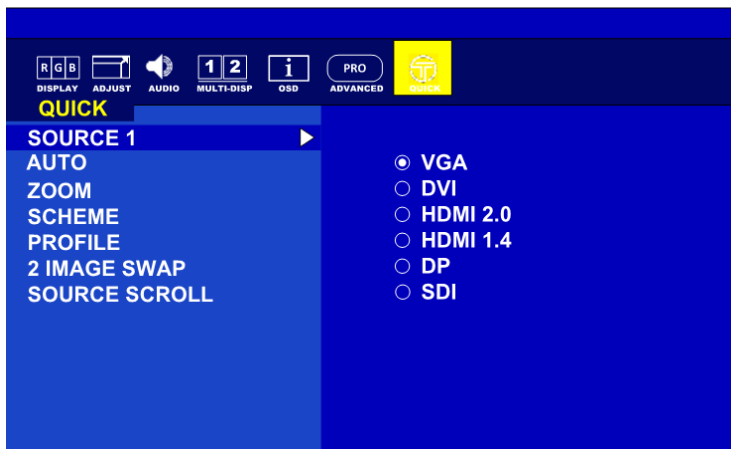 R G B
1 2
i
PRO
DISPLAY ADJUST AUDIO MULTI-DISP OSD ADVANCED QUICK
QUICK
SOURCE 1
AUTO
ZOOM
SCHEME
PROFILE
2 IMAGE SWAP
SOURCE SCROLL
VGA
DVI
HDMI 2.0
HDMI 1.4
DP
SDI